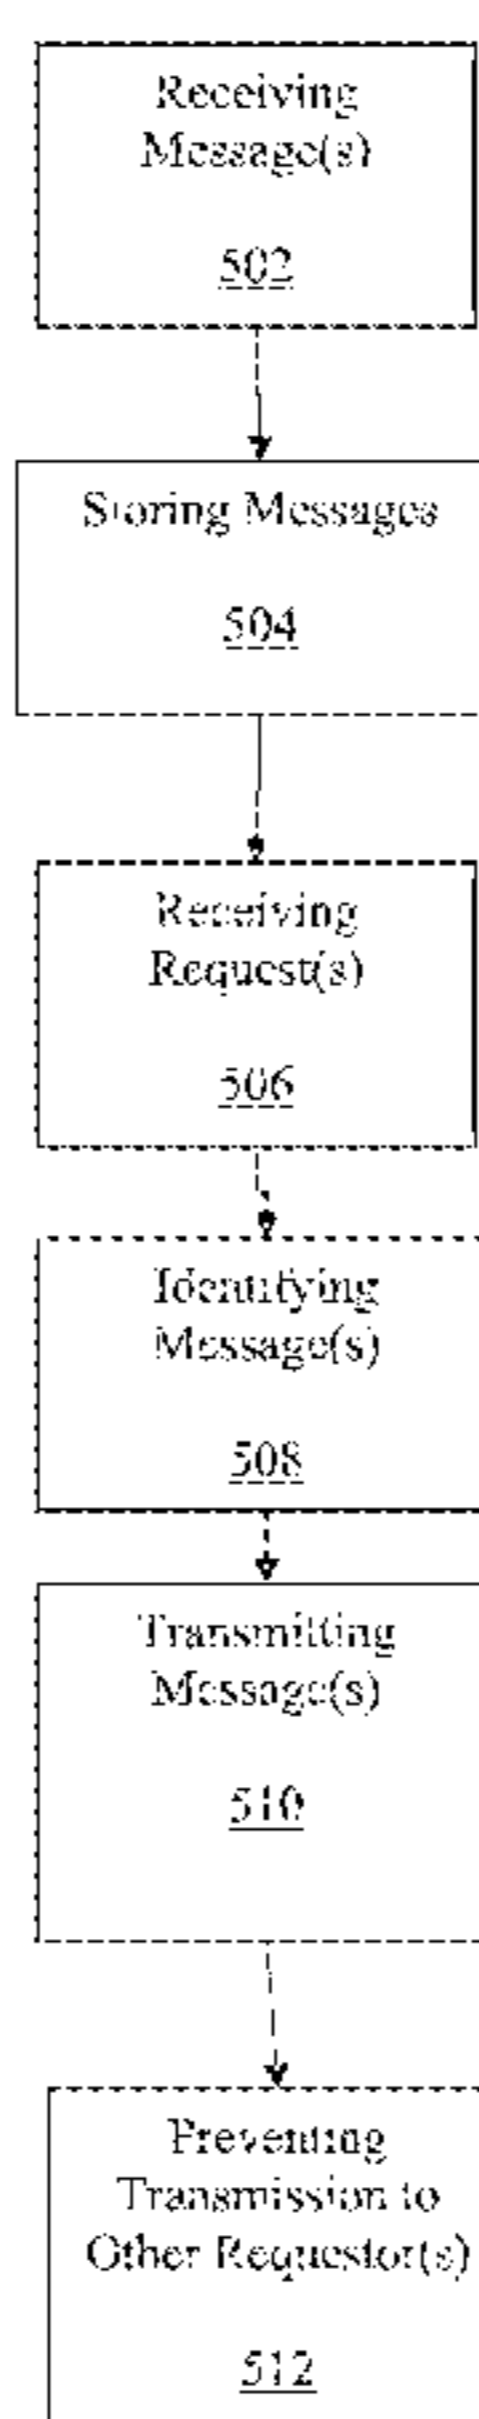 Receiving
Message(s)
502
Storing Messages
504
Receiving
Request(s)
506
Identifying
Message(s)
508
Transmitting
Message(s)
510
Preventing
Transmission to
Other Requestor(s)
512